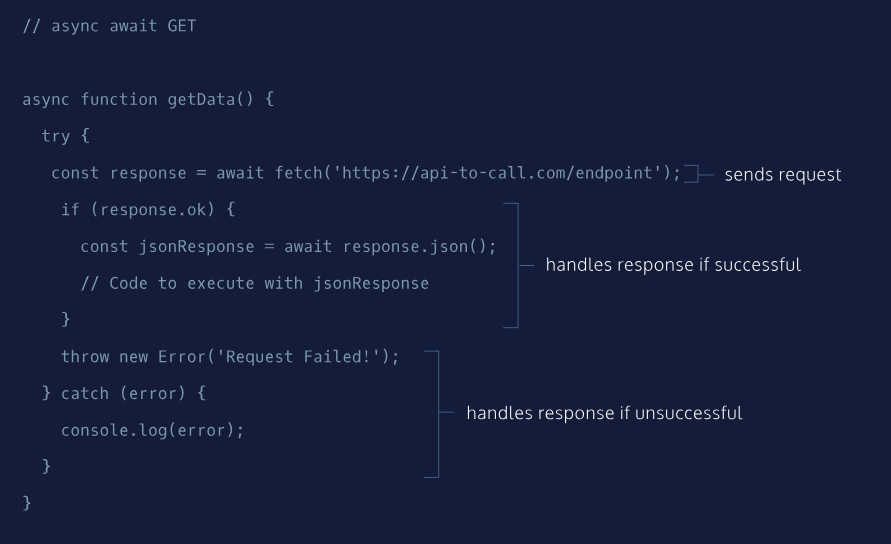 // async await GET
async function getData() {
try {
const response = await fetch('https://api-to-call.com/endpoint'); sends request
if (response.ok) {
const jsonResponse = await response.json();
handles response if successful
// Code to execute with jsonResponse
}
throw new Error('Request Failed!');
} catch (error) {
handles response if unsuccessful
console.log(error);
}
}